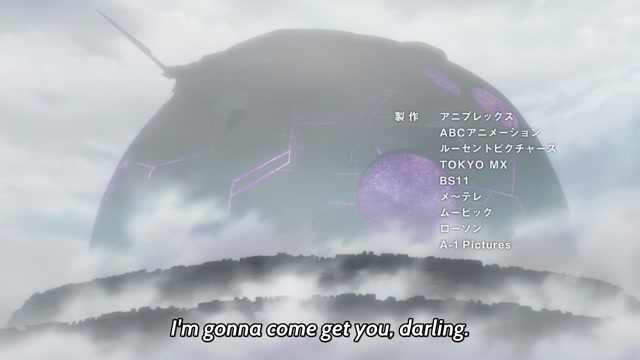 製作 アニプレックス
ABCアニメーション
ルーセントピクチャーズ
TOKYO MX
BS11
メ〜テレ
ムービック
ローソン
A-1 Pictures
I'm gonna come get you, darling.